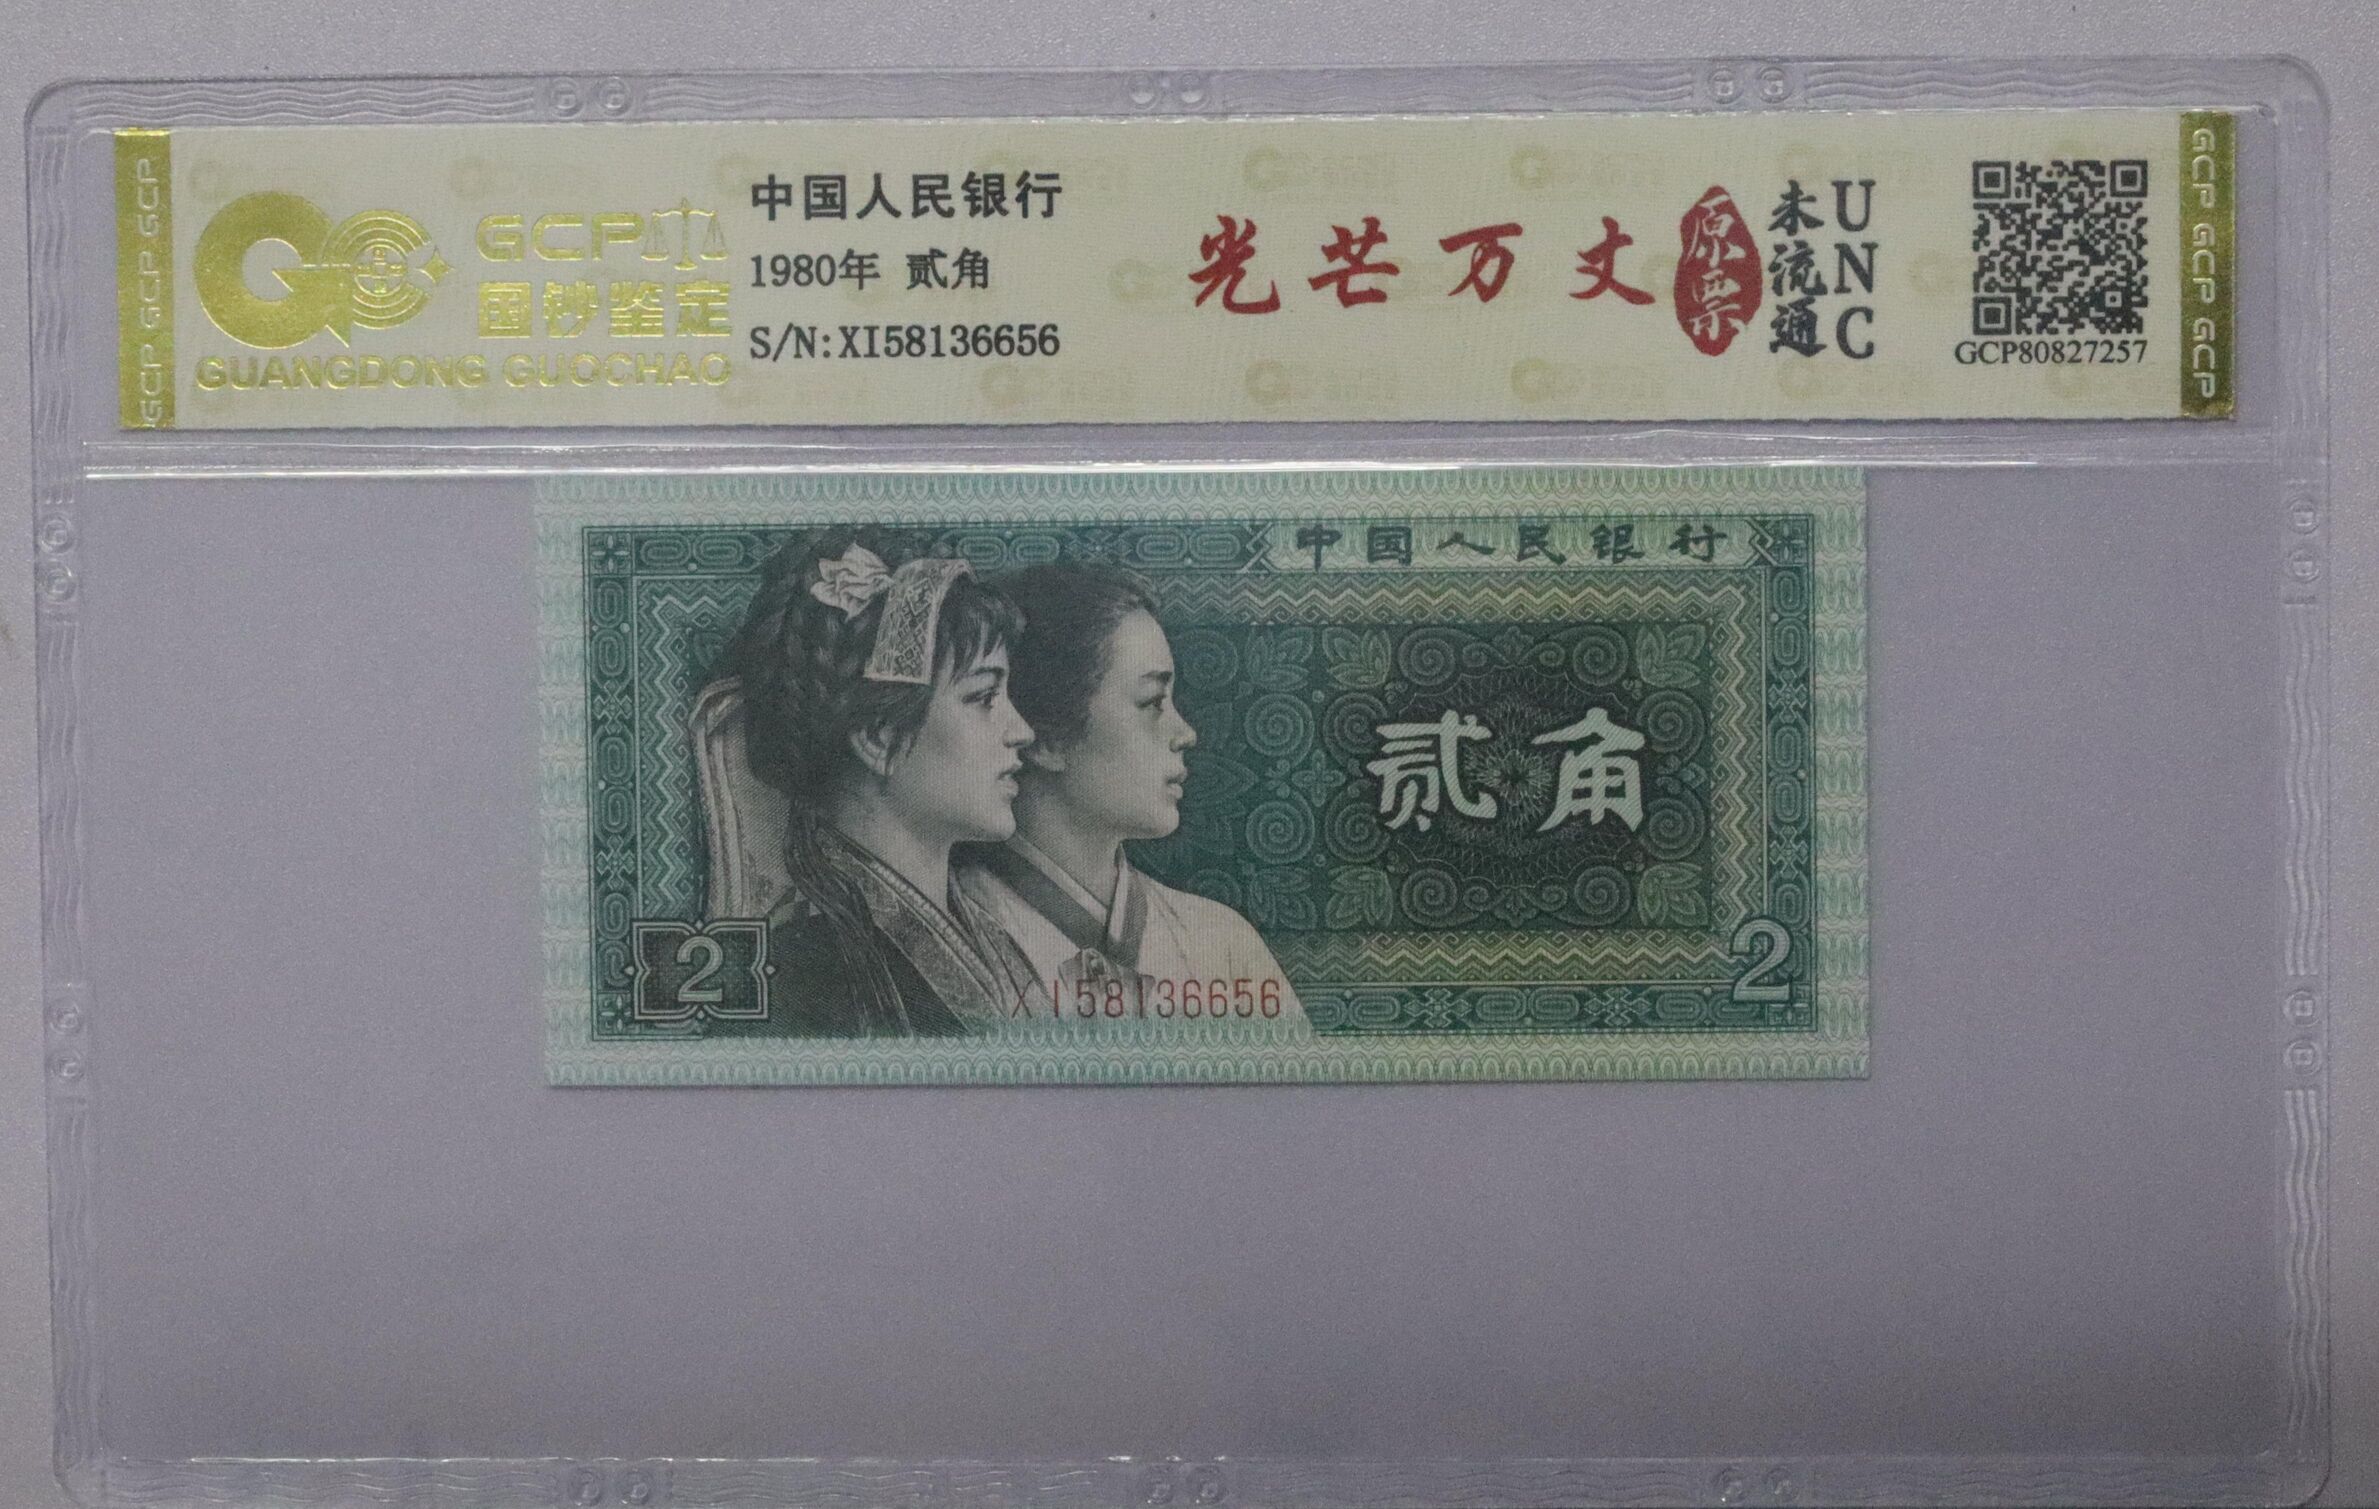 GCP GCP GCP
GCP
国钞鉴定
GUANGDONG GUOCHAO
中国人民银行
1980年 贰角
S/N:XI58136656
光芒万丈
原票
未流通
UNC
GCP80827257
GCP GCP GCP
中国人民银行
贰角
2
XI58136656
2